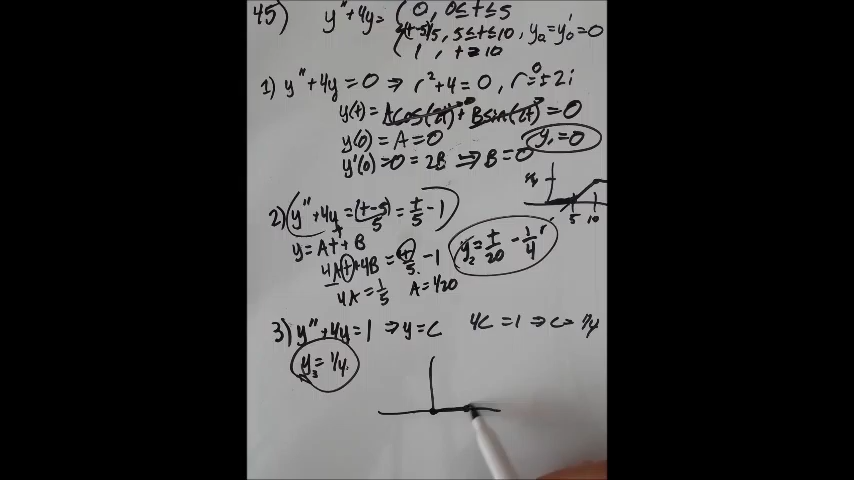 45) y"+4y= { 0, 0≤t≤5
(t-5)/5, 5≤t≤10, y₀=y₀'=0
1, t≥10
1) y"+4y=0 ⇒ r²+4=0, r=±2i
y(t)=Acos(2t)+Bsin(2t)=0
y(0)=A=0
y₁=0
y'(0)=0=2B ⇒ B=0
5 10
2) y"+4y=(t-5)/5=t/5-1
y=At+B
y₂=t/20-1/4
4At+4B=t/5-1
4A=1/5 A=1/20
3) y"+4y=1 ⇒ y=C 4C=1 ⇒ C=1/4
y₃=1/4